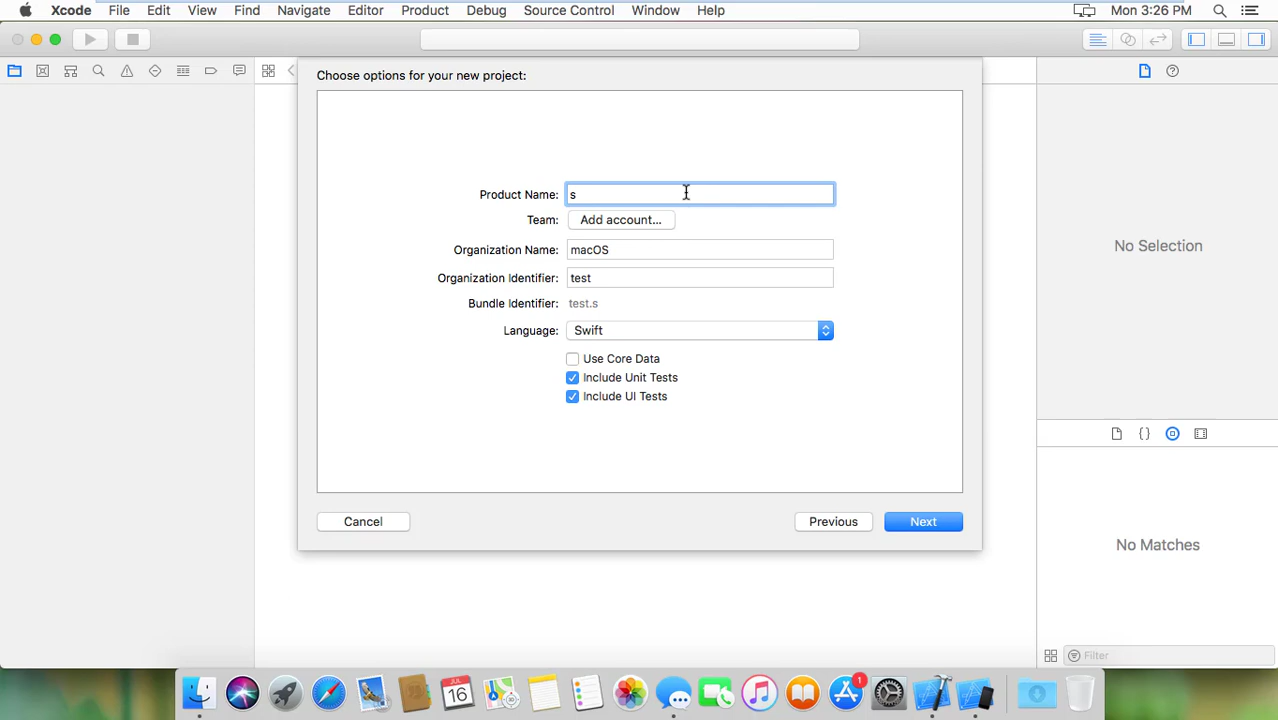 Xcode File Edit View Find Navigate Editor Product Debug Source Control Window Help Mon 3:26 PM
Choose options for your new project:
Product Name: s
Team: Add account...
Organization Name: macOS
Organization Identifier: test
Bundle Identifier: test.s
Language: Swift
Use Core Data
Include Unit Tests
Include UI Tests
Cancel Previous Next
No Selection
{ }
No Matches
Filter
JUL
16
1